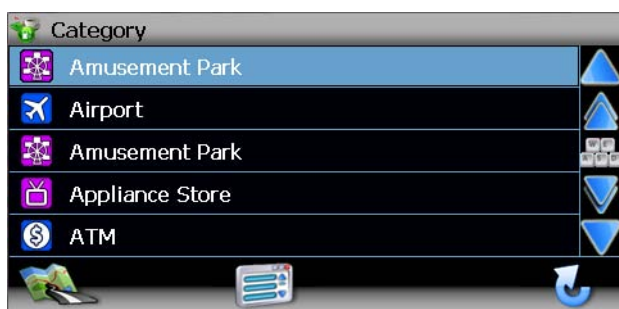 Category
Amusement Park
Airport
Amusement Park
Appliance Store
ATM